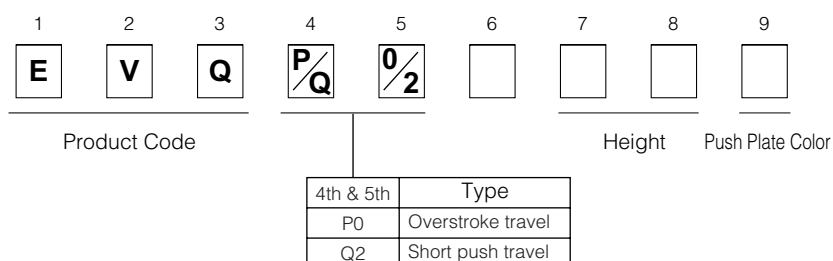 1 2 3 4 5 6 7 8 9
E V Q P/Q 0/2
Product Code Height Push Plate Color
4th & 5th Type
P0 Overstroke travel
Q2 Short push travel